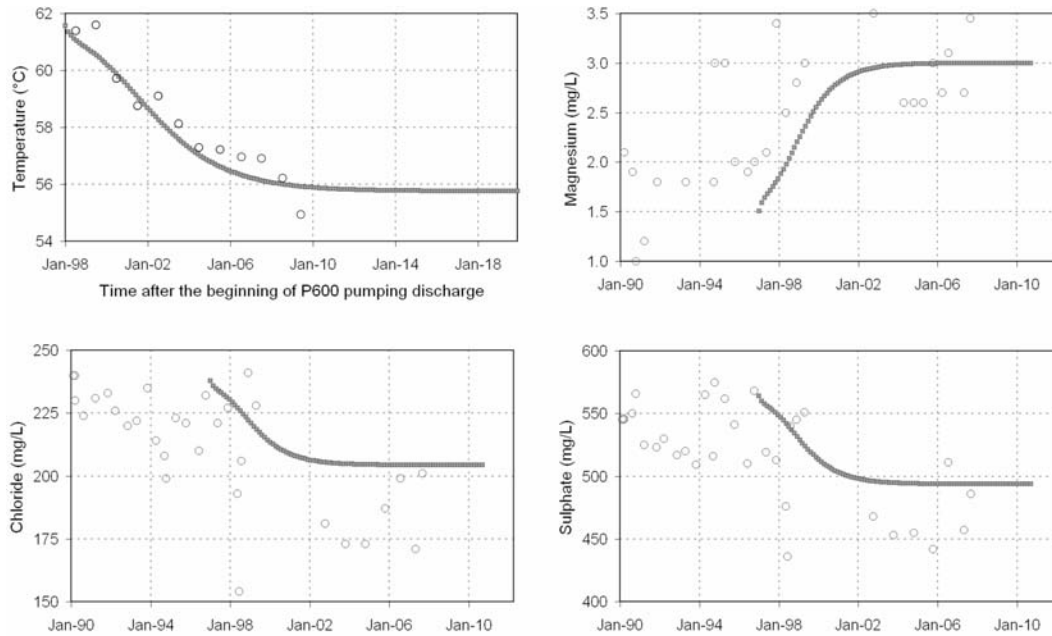 62
60
58
56
54
Temperature (°C)
Jan-98 Jan-02 Jan-06 Jan-10 Jan-14 Jan-18
Time after the beginning of P600 pumping discharge
3.5
3.0
2.5
2.0
1.5
1.0
Magnesium (mg/L)
Jan-90 Jan-94 Jan-98 Jan-02 Jan-06 Jan-10
250
225
200
175
150
Chloride (mg/L)
Jan-90 Jan-94 Jan-98 Jan-02 Jan-06 Jan-10
600
550
500
450
400
Sulphate (mg/L)
Jan-90 Jan-94 Jan-98 Jan-02 Jan-06 Jan-10